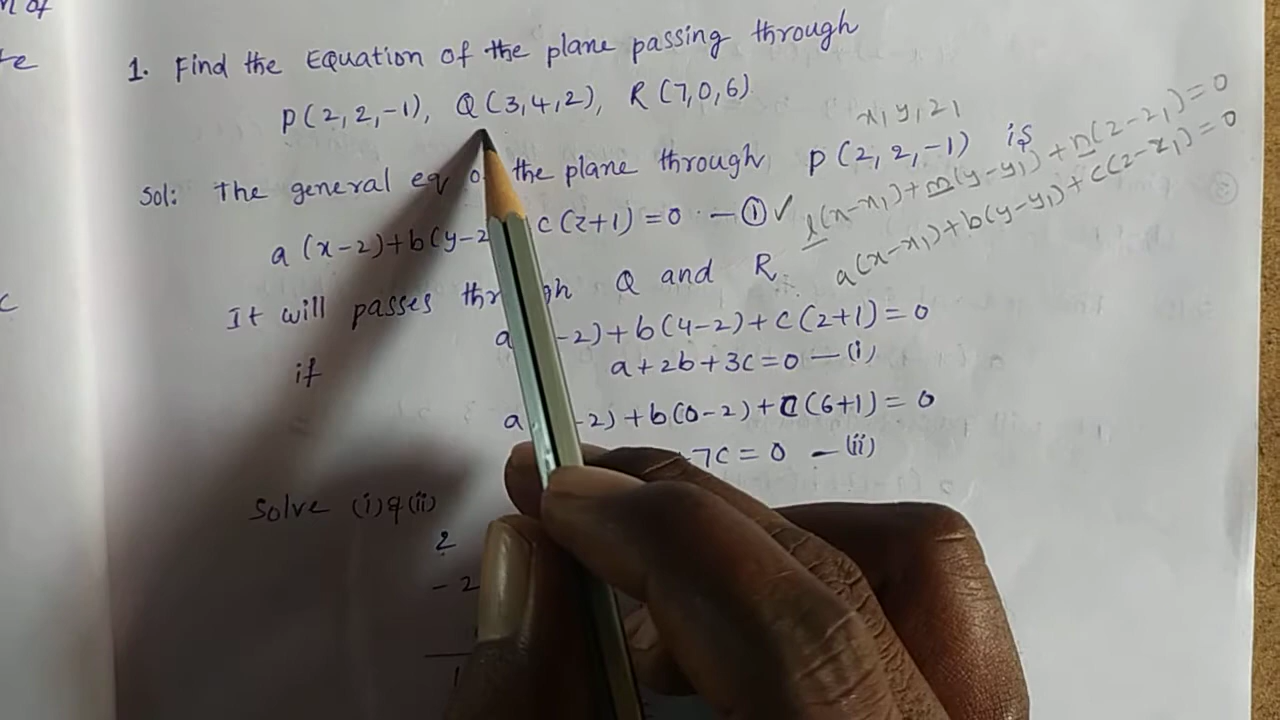 1. Find the Equation of the plane passing through
P(2,2,-1), Q(3,4,2), R(7,0,6)
x1 y1 z1
Sol: The general eq the plane through P(2,2,-1) is
l(x-x1)+m(y-y1)+n(z-z1)=0
a(x-2)+b(y-2 c(z+1)=0 -①✓
a(x-x1)+b(y-y1)+c(z-z1)=0
It will passes Q and R
if a -2)+b(4-2)+c(2+1)=0
a+2b+3c=0 -(i)
a -2)+b(0-2)+c(6+1)=0
7c=0 -(ii)
Solve (i)&(ii)
2
-2
1